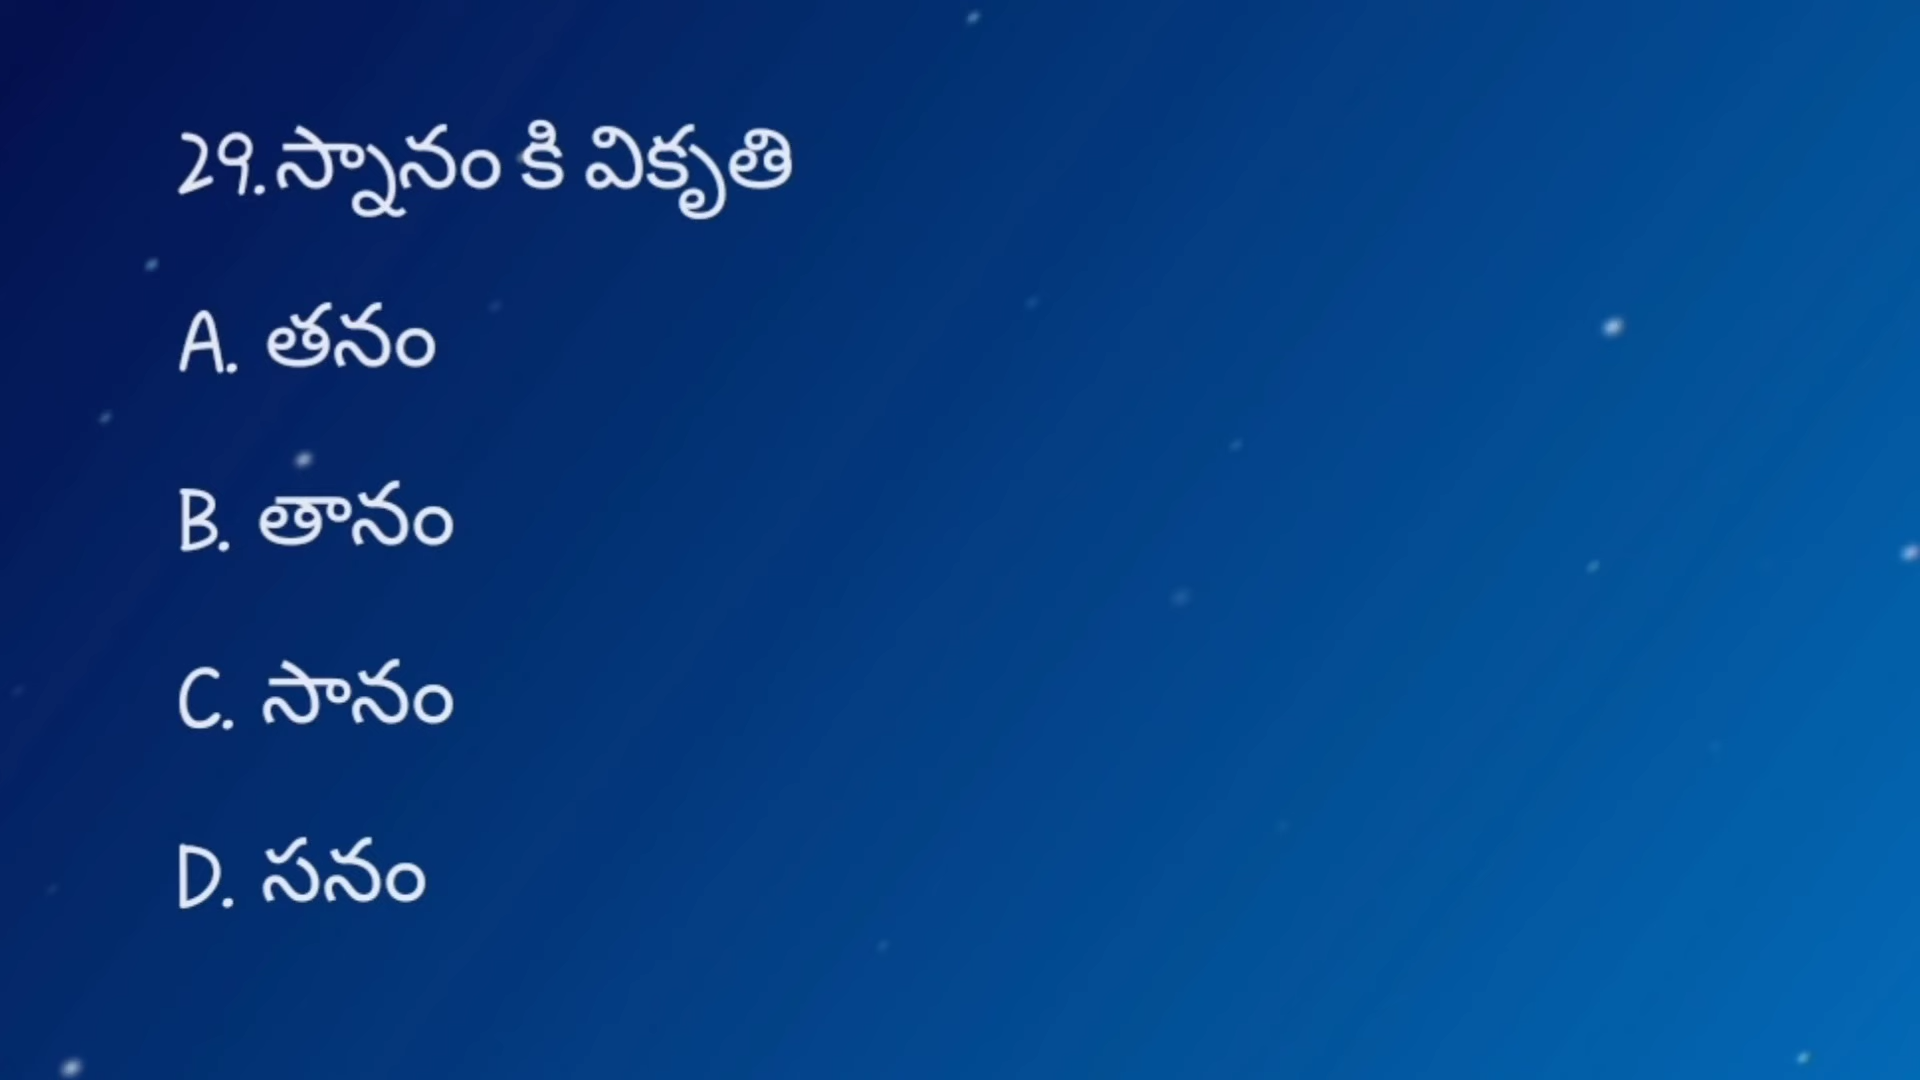 29.స్నానం కి వికృతి
A. తనం
B. తానం
C. సానం
D. సనం